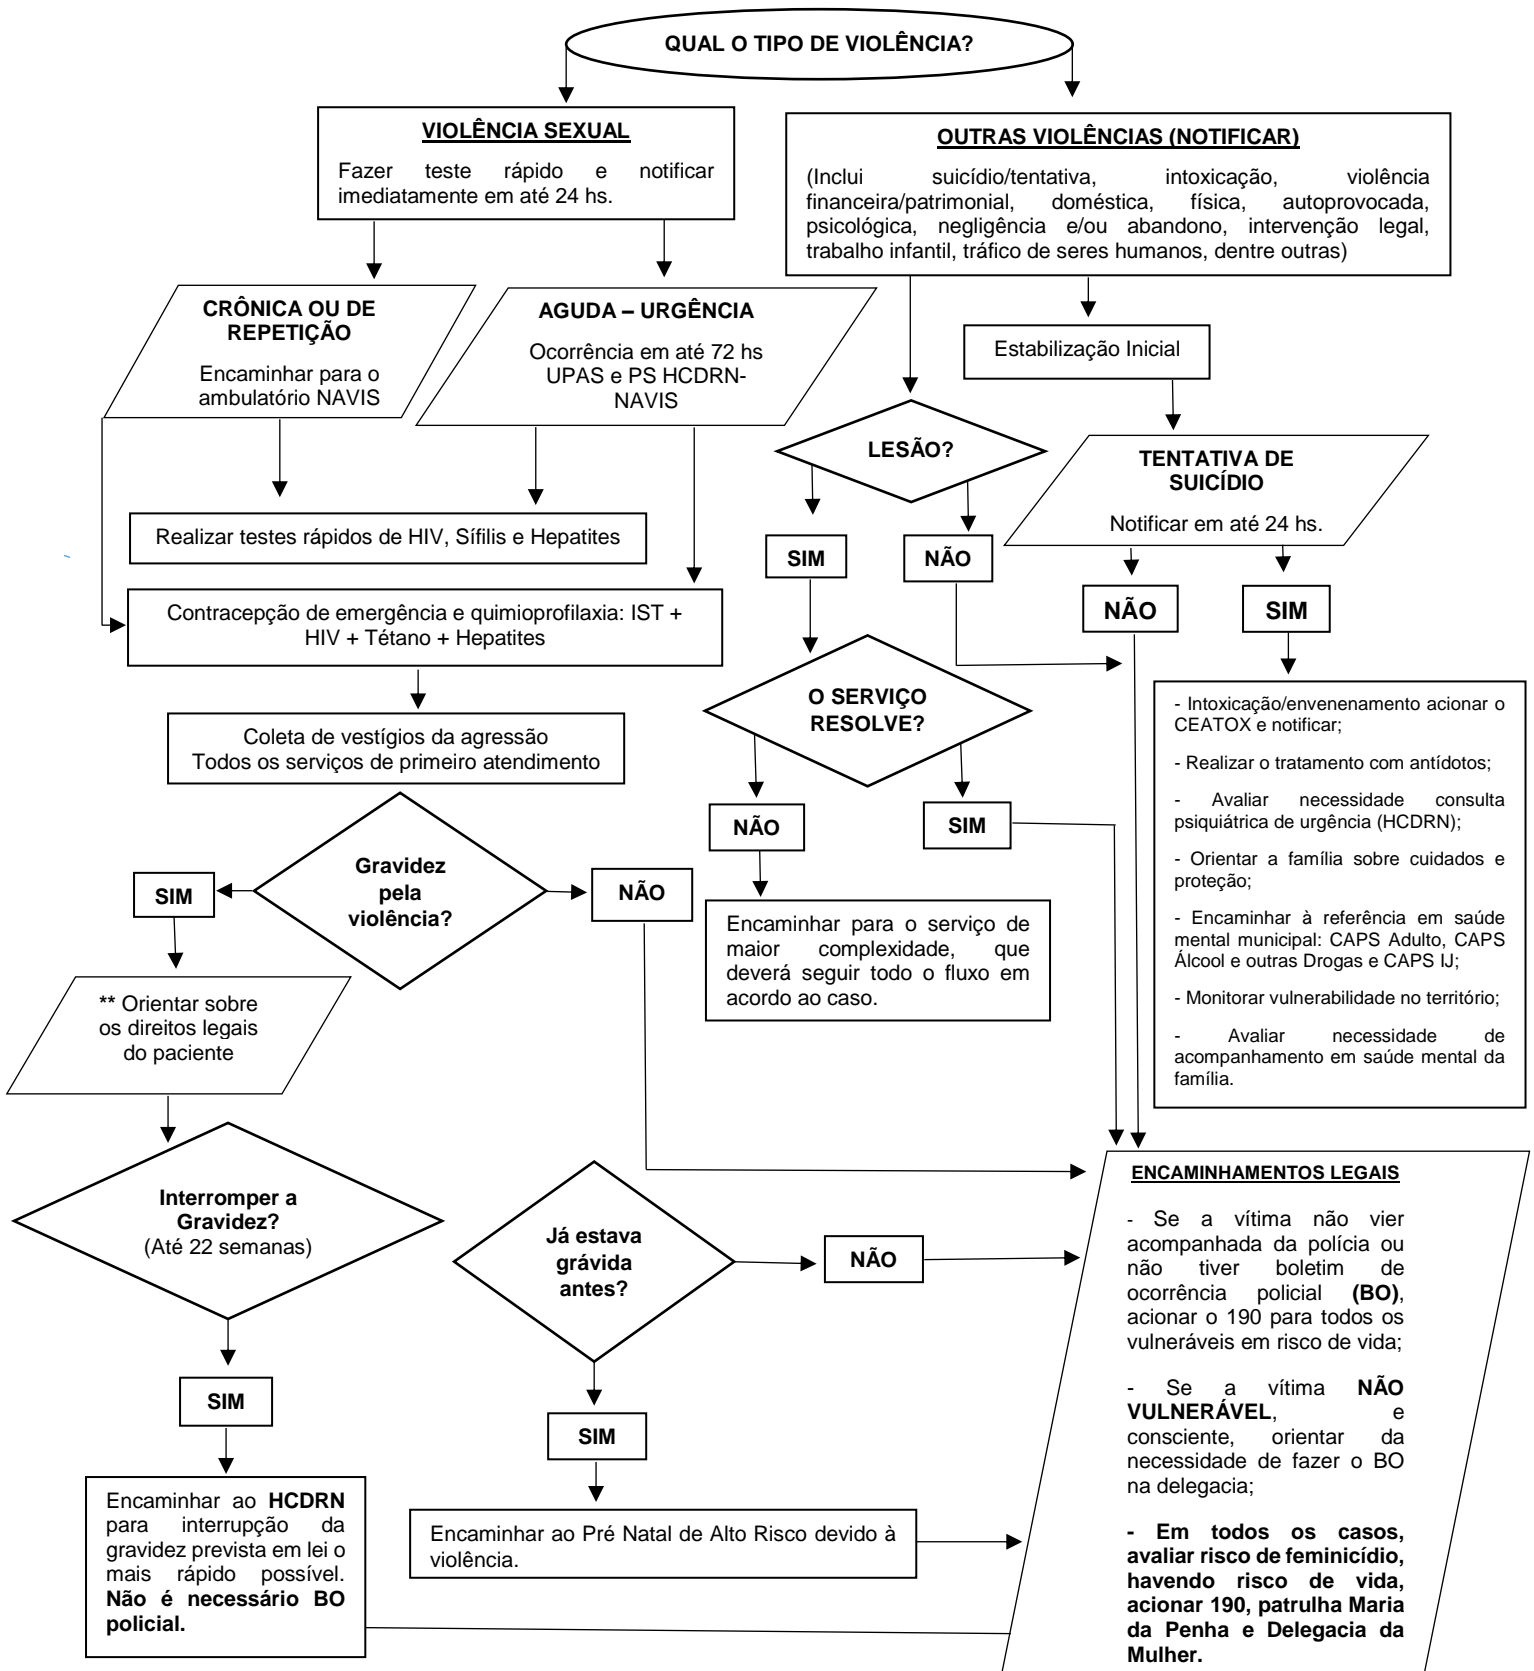 QUAL O TIPO DE VIOLÊNCIA?
VIOLÊNCIA SEXUAL
Fazer teste rápido e notificar
imediatamente em até 24 hs.
OUTRAS VIOLÊNCIAS (NOTIFICAR)
(Inclui suicídio/tentativa, intoxicação, violência
financeira/patrimonial, doméstica, física, autoprovocada,
psicológica, negligência e/ou abandono, intervenção legal,
trabalho infantil, tráfico de seres humanos, dentre outras)
CRÔNICA OU DE
REPETIÇÃO
Encaminhar para o
ambulatório NAVIS
AGUDA – URGÊNCIA
Ocorrência em até 72 hs
UPAS e PS HCDRN-
NAVIS
Estabilização Inicial
LESÃO?
TENTATIVA DE
SUICÍDIO
Notificar em até 24 hs.
Realizar testes rápidos de HIV, Sífilis e Hepatites
SIM
NÃO
NÃO
SIM
Contracepção de emergência e quimioprofilaxia: IST +
HIV + Tétano + Hepatites
O SERVIÇO
RESOLVE?
Coleta de vestígios da agressão
Todos os serviços de primeiro atendimento
- Intoxicação/envenenamento acionar o
CEATOX e notificar;
- Realizar o tratamento com antídotos;
- Avaliar necessidade consulta
psiquiátrica de urgência (HCDRN);
- Orientar a família sobre cuidados e
proteção;
- Encaminhar à referência em saúde
mental municipal: CAPS Adulto, CAPS
Álcool e outras Drogas e CAPS IJ;
- Monitorar vulnerabilidade no território;
- Avaliar necessidade de
acompanhamento em saúde mental da
família.
NÃO
SIM
Gravidez
pela
violência?
SIM
NÃO
Encaminhar para o serviço de
maior complexidade, que
deverá seguir todo o fluxo em
acordo ao caso.
** Orientar sobre
os direitos legais
do paciente
Interromper a
Gravidez?
(Até 22 semanas)
Já estava
grávida
antes?
NÃO
SIM
SIM
Encaminhar ao HCDRN
para interrupção da
gravidez prevista em lei o
mais rápido possível.
Não é necessário BO
policial.
Encaminhar ao Pré Natal de Alto Risco devido à
violência.
ENCAMINHAMENTOS LEGAIS
- Se a vítima não vier
acompanhada da polícia ou
não tiver boletim de
ocorrência policial (BO),
acionar o 190 para todos os
vulneráveis em risco de vida;
- Se a vítima NÃO
VULNERÁVEL, e
consciente, orientar da
necessidade de fazer o BO
na delegacia;
- Em todos os casos,
avaliar risco de feminicídio,
havendo risco de vida,
acionar 190, patrulha Maria
da Penha e Delegacia da
Mulher.